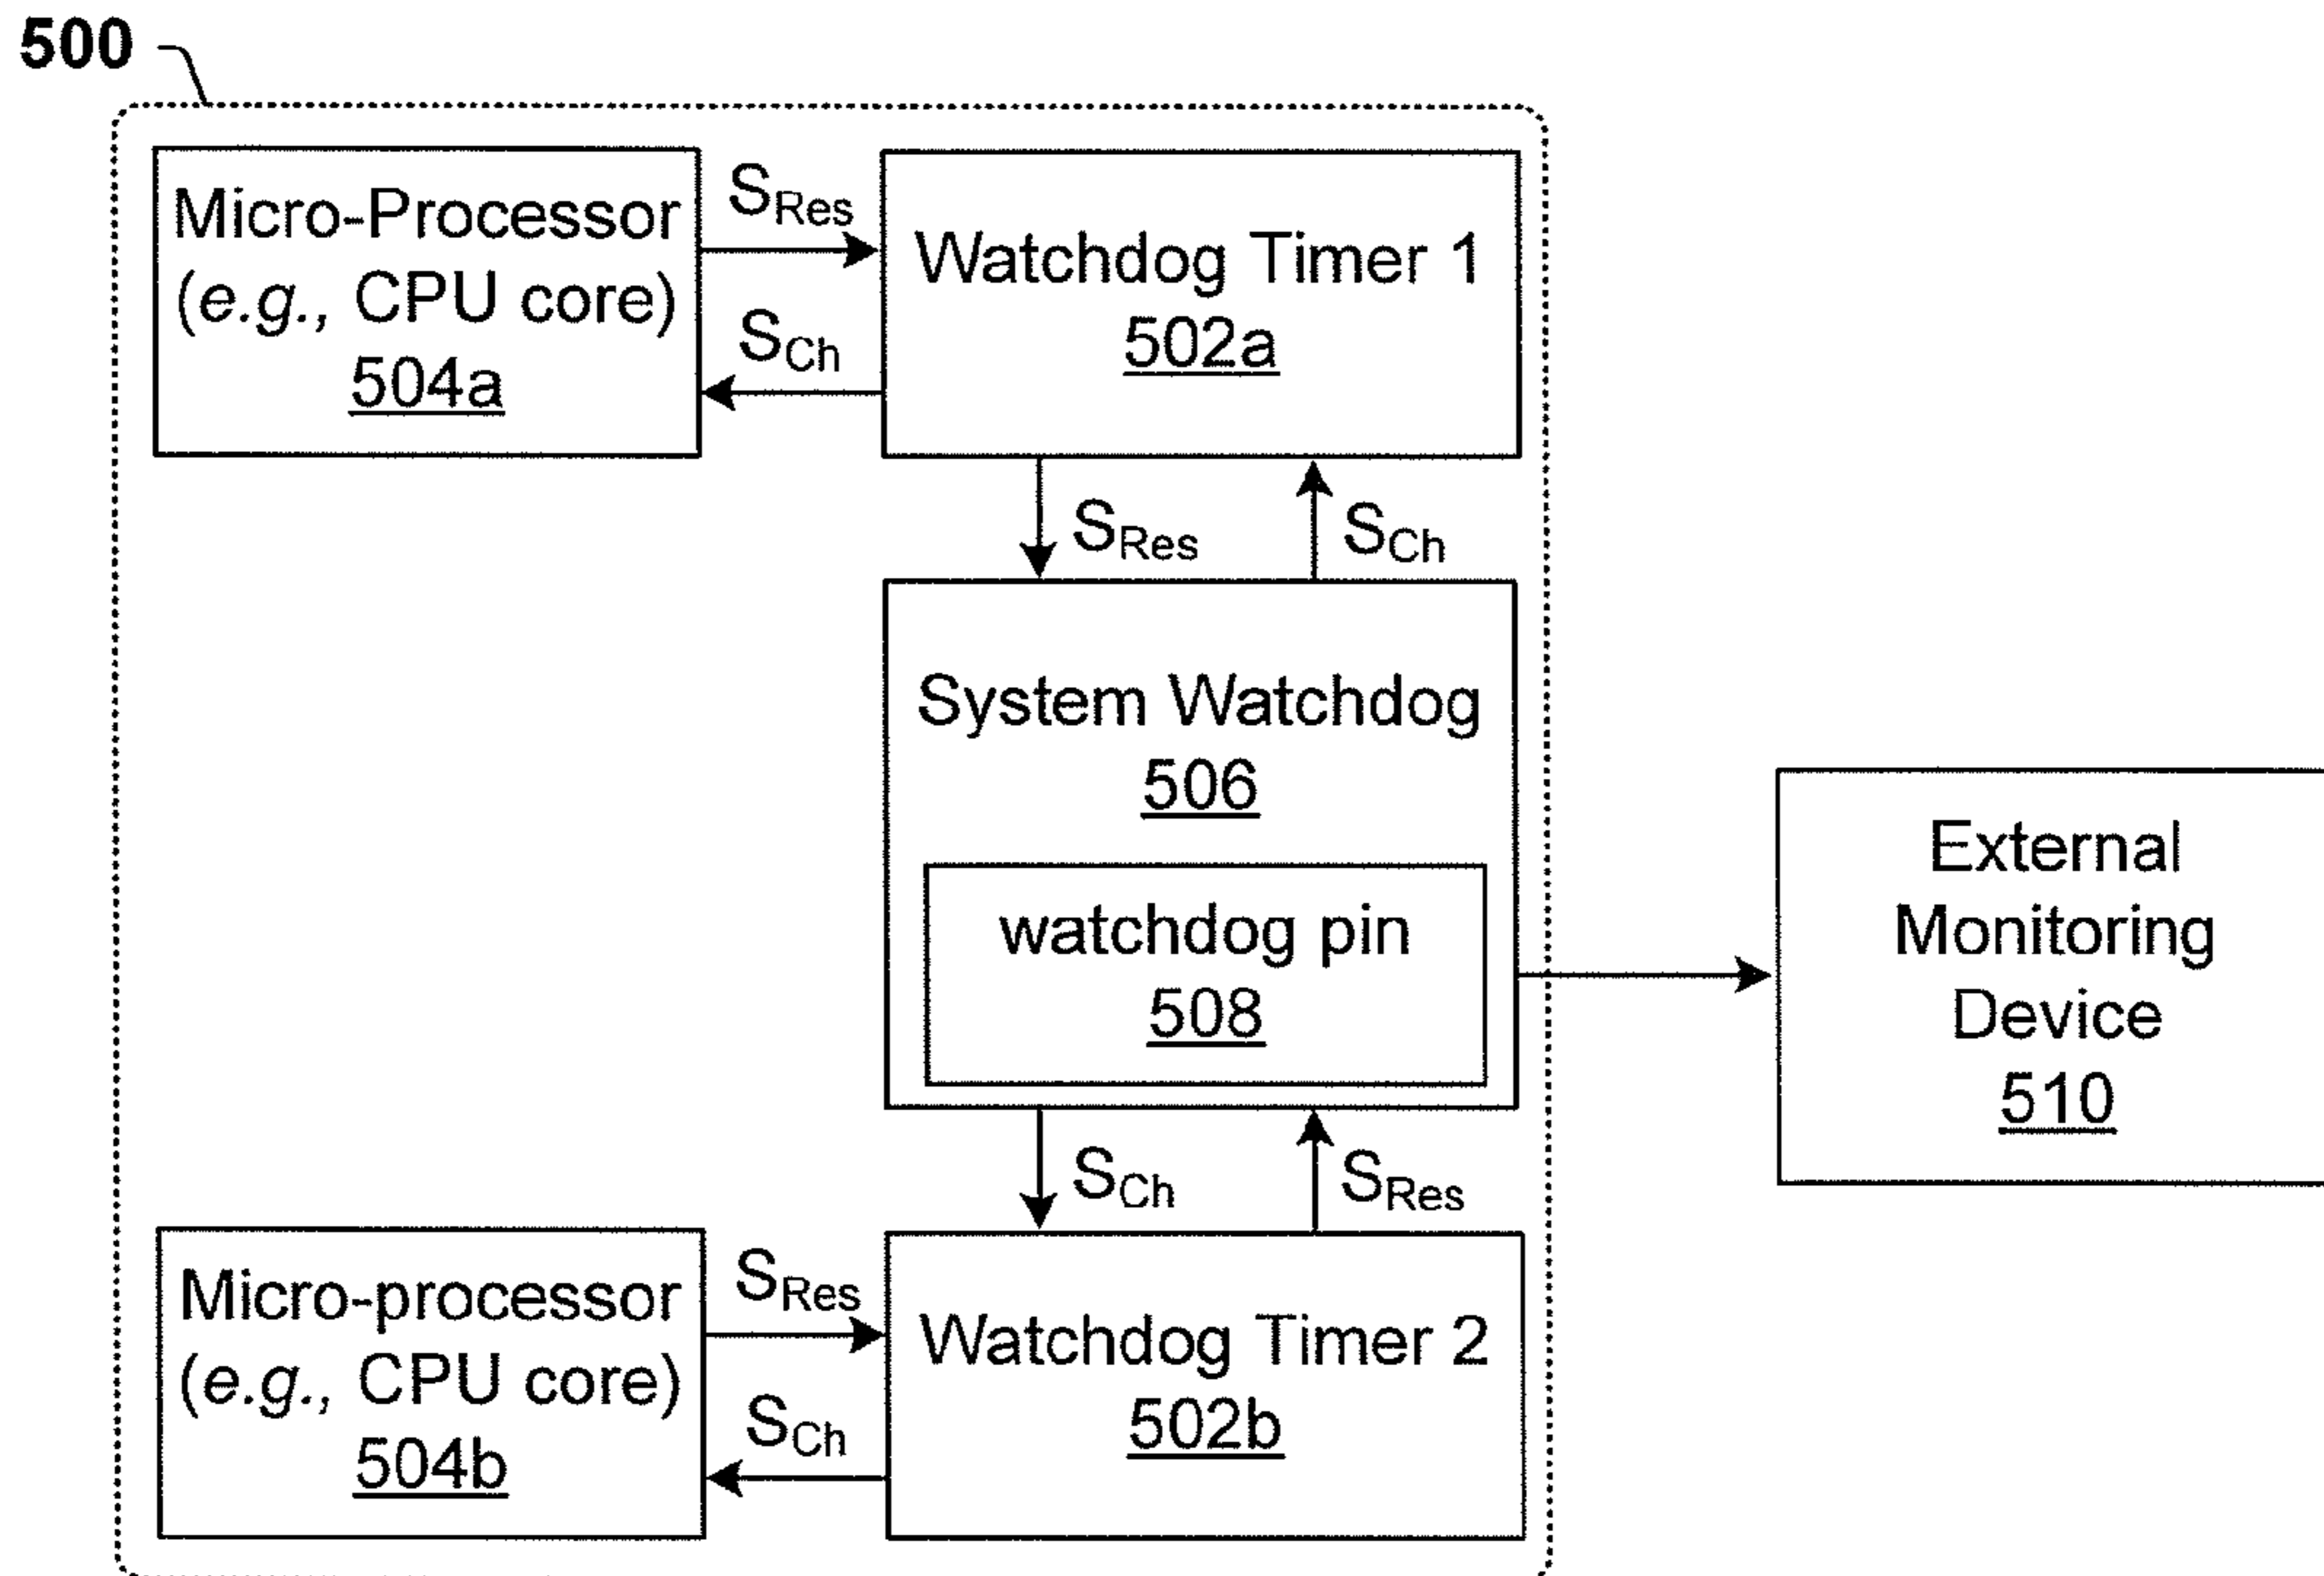 500
Micro-Processor
(e.g., CPU core)
504a
SRes
SCh
Watchdog Timer 1
502a
SRes
SCh
System Watchdog
506
watchdog pin
508
External
Monitoring
Device
510
SCh
SRes
Micro-processor
(e.g., CPU core)
504b
SRes
SCh
Watchdog Timer 2
502b